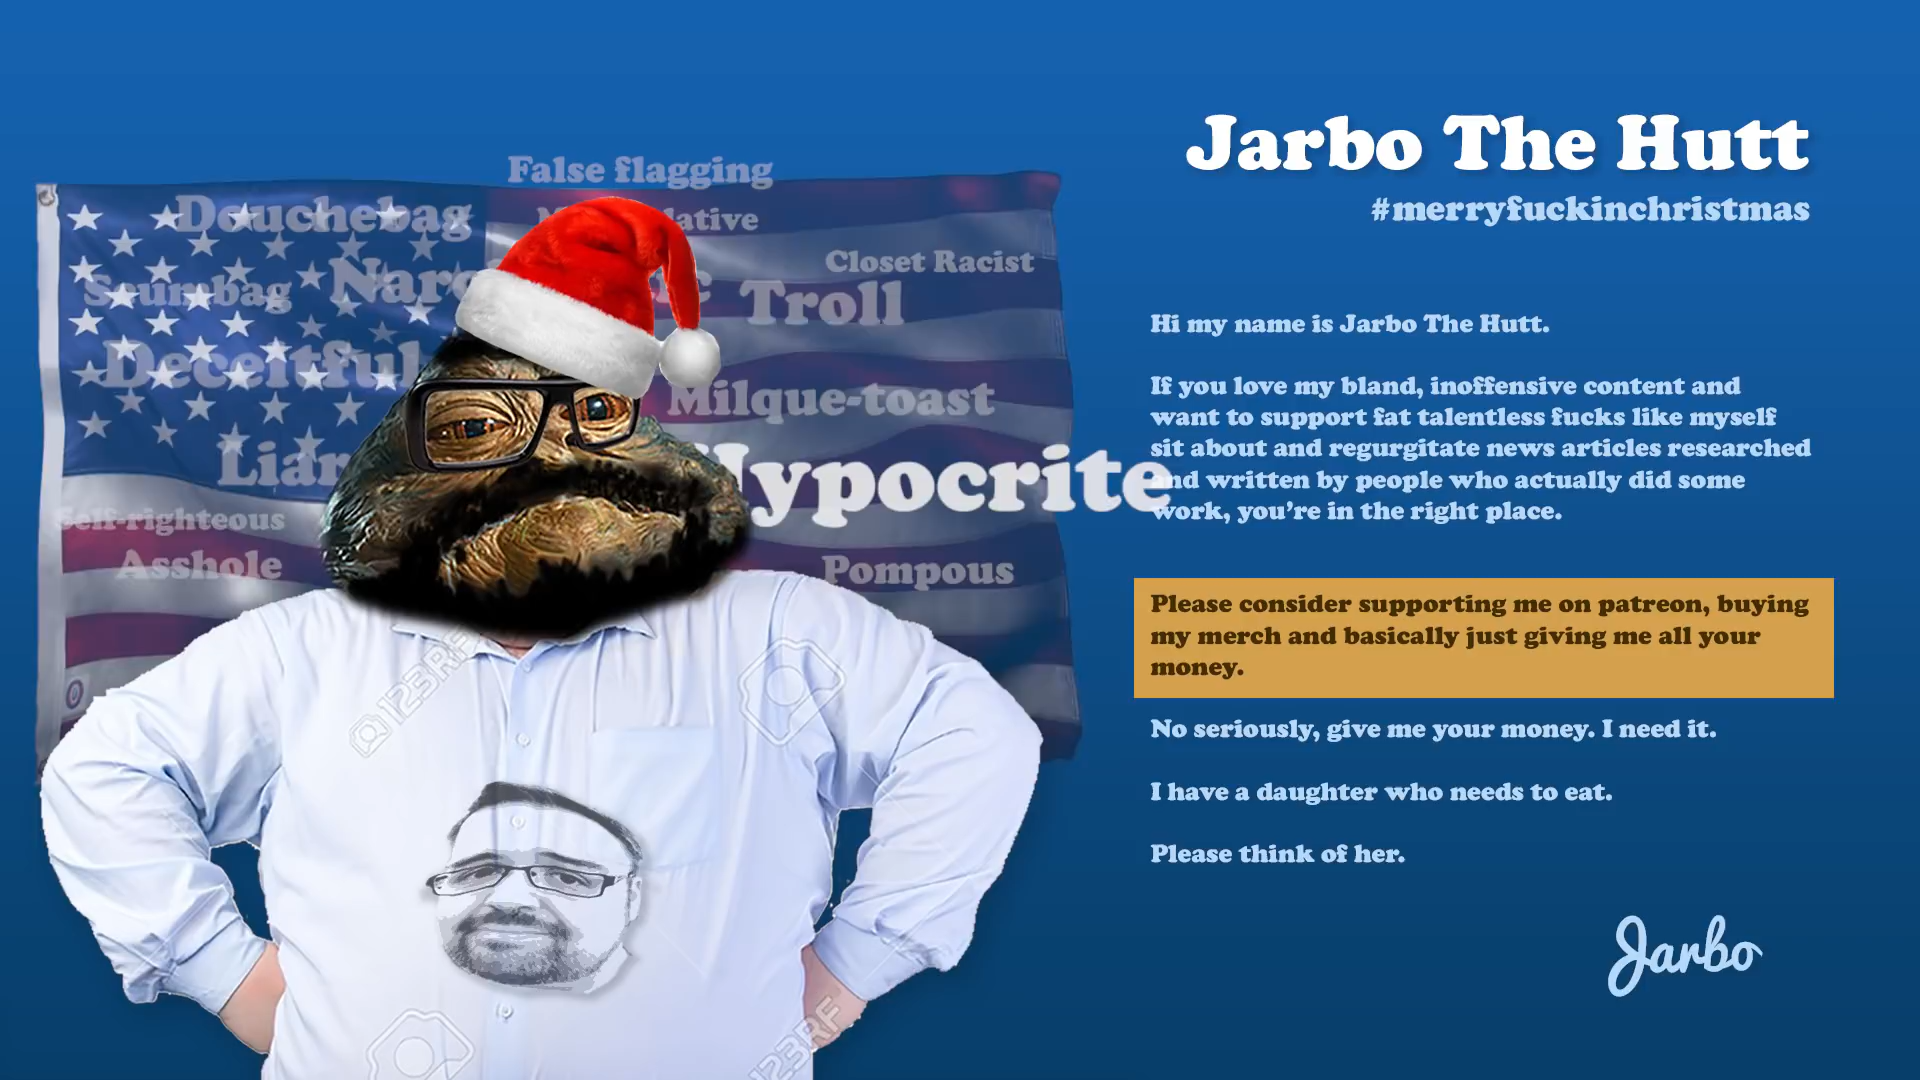 Jarbo The Hutt
#merryfuckinchristmas
False flagging
Douchebag
Closet Racist
Scumbag
Troll
Deceitful
Milque-toast
Liar
Hypocrite
Self-righteous
Asshole
Pompous
Hi my name is Jarbo The Hutt.
If you love my bland, inoffensive content and
want to support fat talentless fucks like myself
sit about and regurgitate news articles researched
and written by people who actually did some
work, you’re in the right place.
Please consider supporting me on patreon, buying
my merch and basically just giving me all your
money.
No seriously, give me your money. I need it.
I have a daughter who needs to eat.
Please think of her.
Jarbo
123RF
123RF